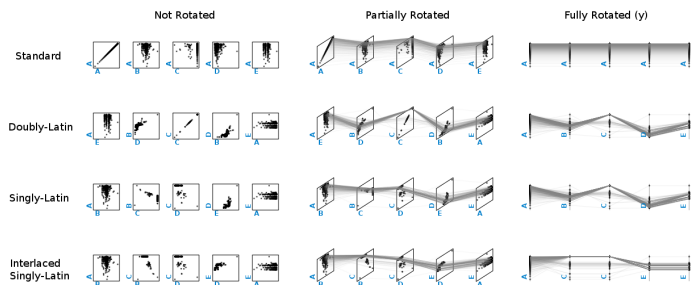 Not Rotated Partially Rotated Fully Rotated (y)
Standard
A A A A A A A A A A A A A A A
A B C D E A B C D E
Doubly-Latin
A B C D E A B C D E A B C D E
E D C B A E D C B A
Singly-Latin
A B C D E A B C D E A B C D E
B C D E A B C D E A
Interlaced
Singly-Latin
A C C E E A C C E E A C C E E
B B D D A B B D D A